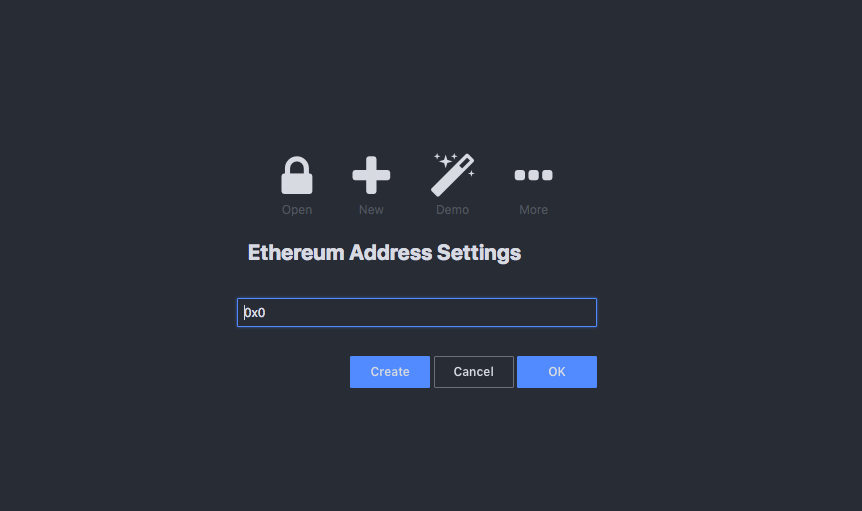 Open New Demo More
Ethereum Address Settings
0x0
Create Cancel OK